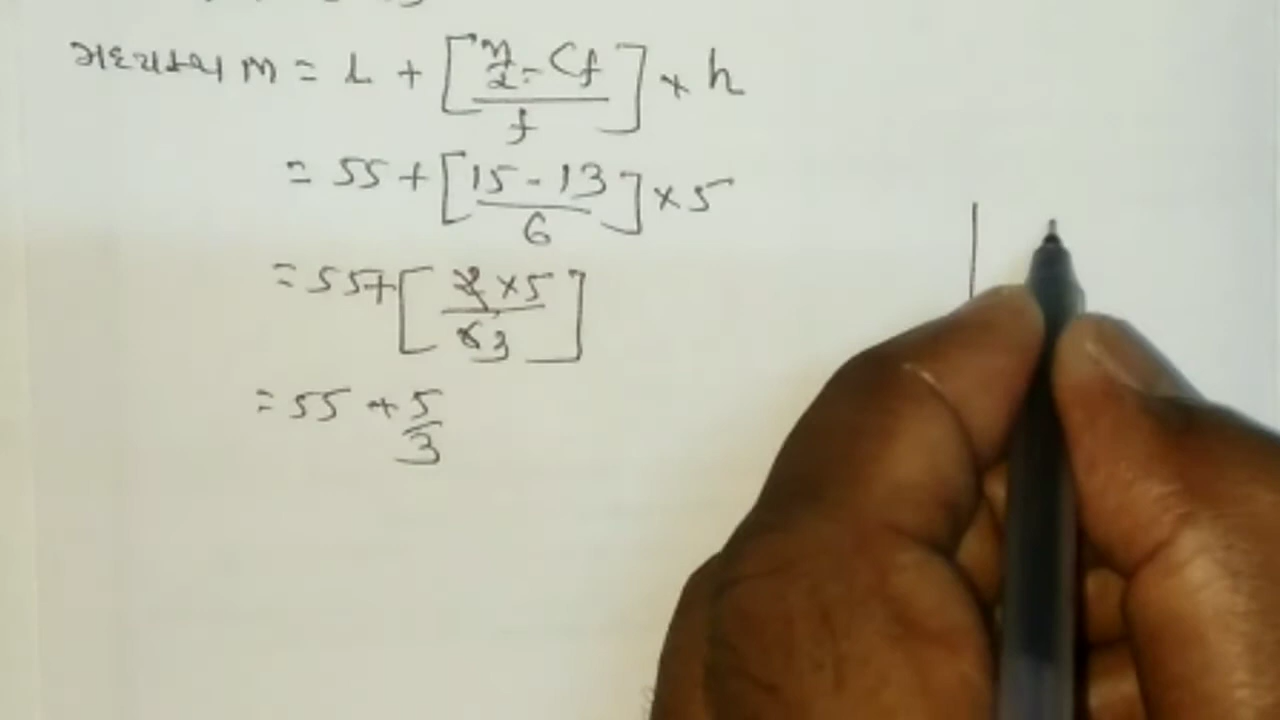 મધ્યસ્થ M = L + [ (n/2 - Cf) / f ] × h
= 55 + [ (15 - 13) / 6 ] × 5
= 55 + [ (2 × 5) / 6 3 ]
= 55 + 5/3